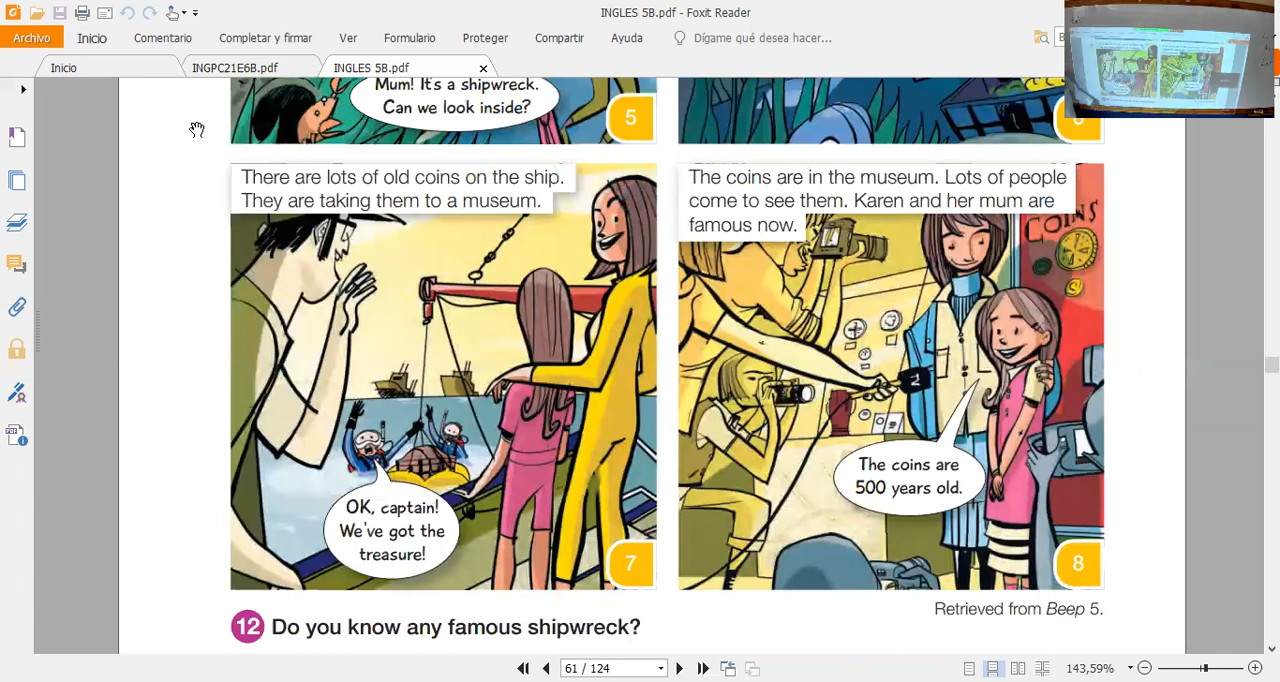 INGLES 5B.pdf - Foxit Reader
Archivo Inicio Comentario Completar y firmar Ver Formulario Proteger Compartir Ayuda Dígame qué desea hacer...
Inicio INGPC21E6B.pdf INGLES 5B.pdf
Mum! It's a shipwreck.
Can we look inside?
5
There are lots of old coins on the ship.
They are taking them to a museum.
OK, captain!
We've got the
treasure!
7
The coins are in the museum. Lots of people
come to see them. Karen and her mum are
famous now.
COINS
2
The coins are
500 years old.
8
Retrieved from Beep 5.
12 Do you know any famous shipwreck?
61 / 124
143,59%